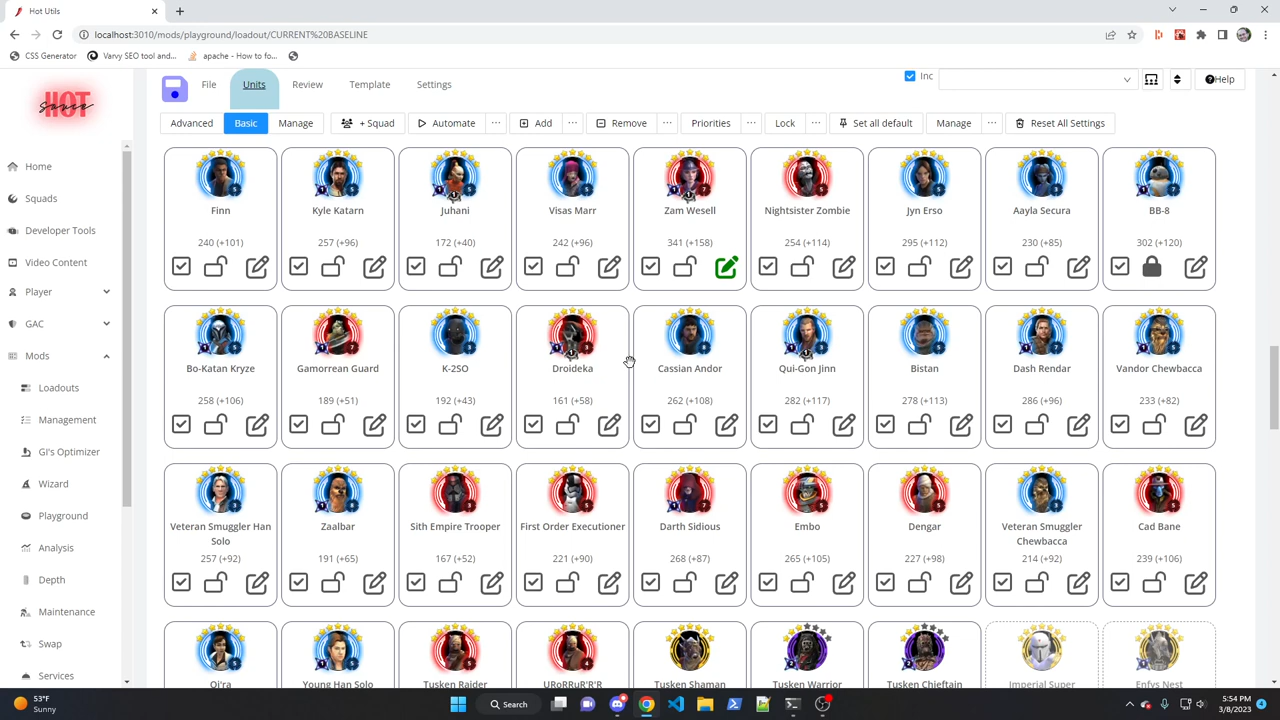 Hot Utils
localhost:3010/mods/playground/loadout/CURRENT%20BASELINE
CSS Generator
Varvy SEO tool and...
apache - How to fo...
HOT
sauce
Home
Squads
Developer Tools
Video Content
Player
GAC
Mods
Loadouts
Management
GI's Optimizer
Wizard
Playground
Analysis
Depth
Maintenance
Swap
Services
File
Units
Review
Template
Settings
Inc
Help
Advanced
Basic
Manage
+ Squad
Automate
Add
Remove
Priorities
Lock
Set all default
Manage
Reset All Settings
Finn
Kyle Katarn
Juhani
Visas Marr
Zam Wesell
Nightsister Zombie
Jyn Erso
Aayla Secura
BB-8
240 (+101)
257 (+96)
172 (+40)
242 (+96)
341 (+158)
254 (+114)
295 (+112)
230 (+85)
302 (+120)
Bo-Katan Kryze
Gamorrean Guard
K-2SO
Droideka
Cassian Andor
Qui-Gon Jinn
Bistan
Dash Rendar
Vandor Chewbacca
258 (+106)
189 (+51)
192 (+43)
161 (+58)
262 (+108)
282 (+117)
278 (+113)
286 (+96)
233 (+82)
Veteran Smuggler Han
Solo
Zaalbar
Sith Empire Trooper
First Order Executioner
Darth Sidious
Embo
Dengar
Veteran Smuggler
Chewbacca
Cad Bane
257 (+92)
191 (+65)
167 (+52)
221 (+90)
268 (+87)
265 (+105)
227 (+98)
214 (+92)
239 (+106)
Qi'ra
Young Han Solo
Tusken Raider
URoRRuR'R'R
Tusken Shaman
Tusken Warrior
Tusken Chieftain
Imperial Super
Enfys Nest
53°F
Sunny
Search
5:54 PM
3/8/2023